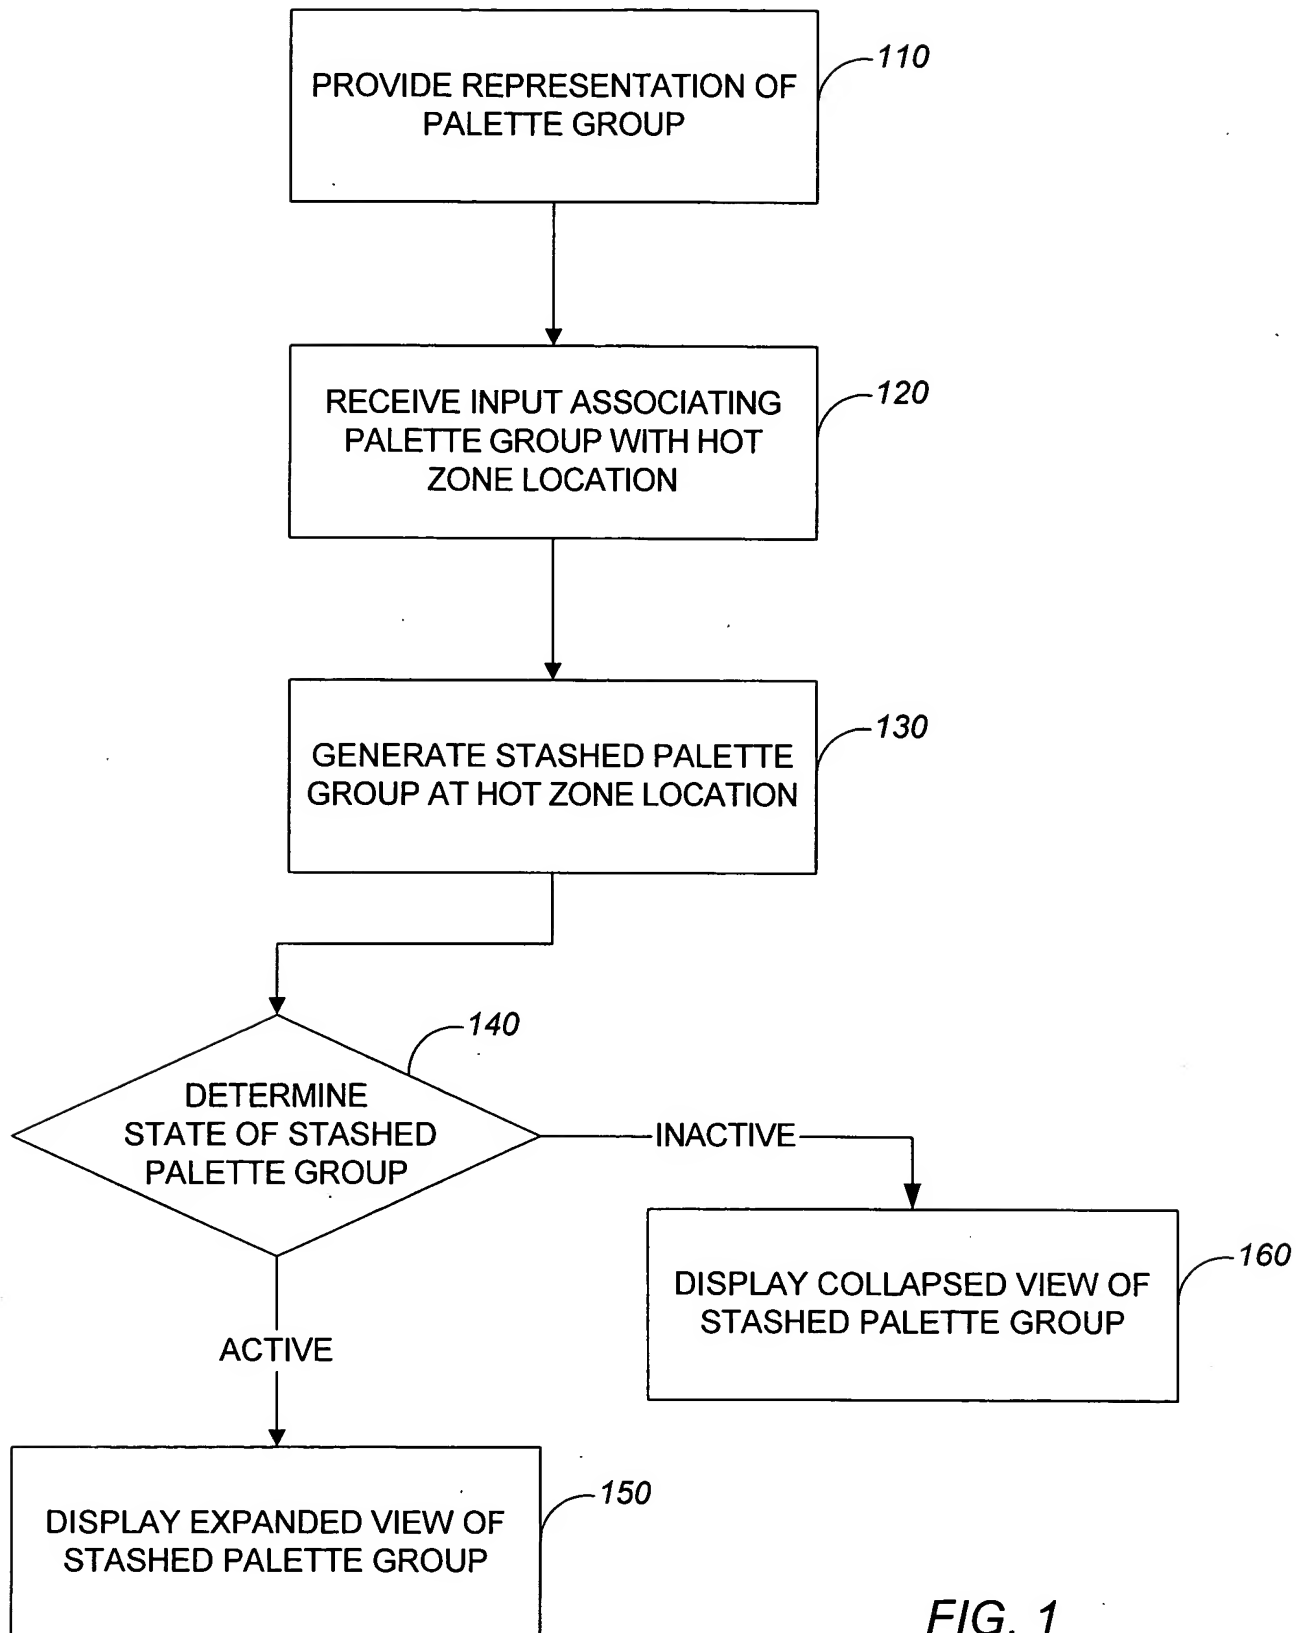 PROVIDE REPRESENTATION OF
PALETTE GROUP
110
RECEIVE INPUT ASSOCIATING
PALETTE GROUP WITH HOT
ZONE LOCATION
120
GENERATE STASHED PALETTE
GROUP AT HOT ZONE LOCATION
130
140
DETERMINE
STATE OF STASHED
PALETTE GROUP
INACTIVE
160
DISPLAY COLLAPSED VIEW OF
STASHED PALETTE GROUP
ACTIVE
150
DISPLAY EXPANDED VIEW OF
STASHED PALETTE GROUP
FIG. 1